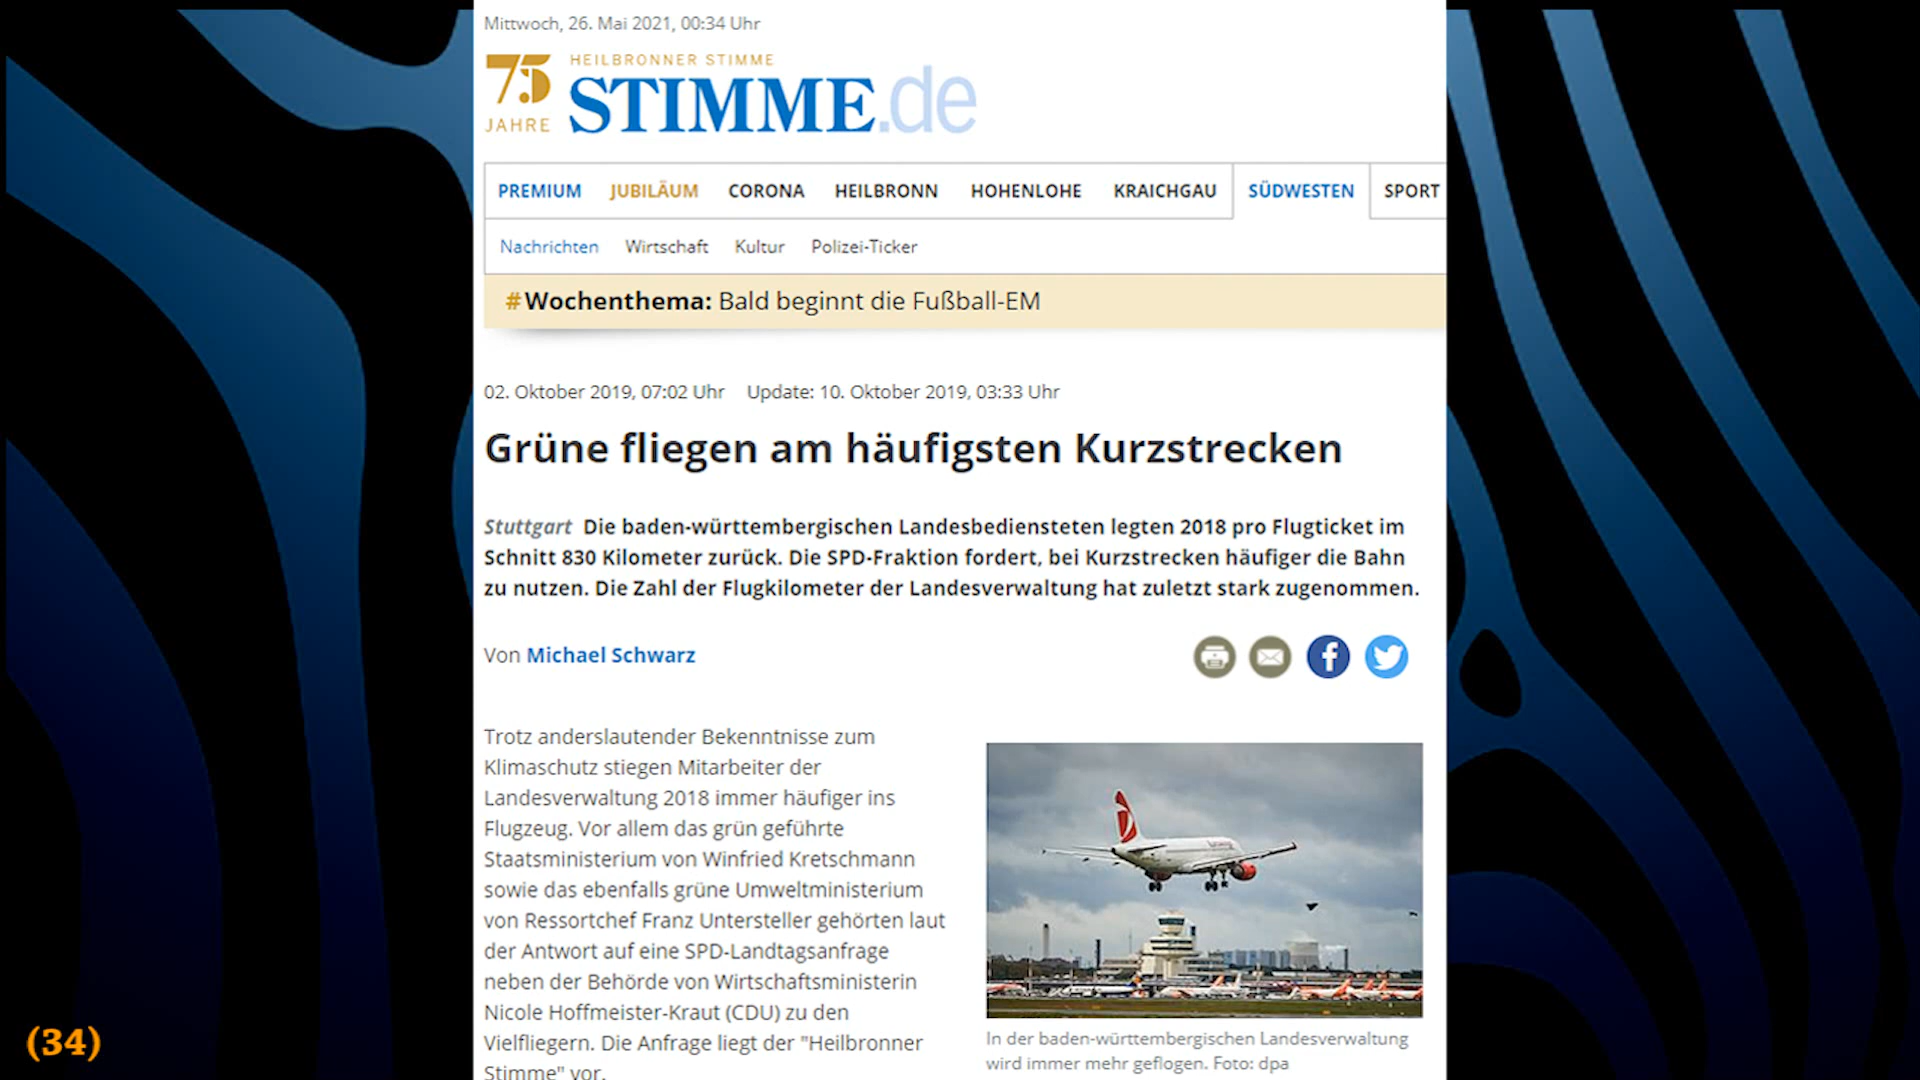 Mittwoch, 26. Mai 2021, 00:34 Uhr
75 JAHRE
HEILBRONNER STIMME
STIMME.de
PREMIUM JUBILÄUM CORONA HEILBRONN HOHENLOHE KRAICHGAU SÜDWESTEN SPORT
Nachrichten Wirtschaft Kultur Polizei-Ticker
#Wochenthema: Bald beginnt die Fußball-EM
02. Oktober 2019, 07:02 Uhr Update: 10. Oktober 2019, 03:33 Uhr
Grüne fliegen am häufigsten Kurzstrecken
Stuttgart Die baden-württembergischen Landesbediensteten legten 2018 pro Flugticket im
Schnitt 830 Kilometer zurück. Die SPD-Fraktion fordert, bei Kurzstrecken häufiger die Bahn
zu nutzen. Die Zahl der Flugkilometer der Landesverwaltung hat zuletzt stark zugenommen.
Von Michael Schwarz
Trotz anderslautender Bekenntnisse zum
Klimaschutz stiegen Mitarbeiter der
Landesverwaltung 2018 immer häufiger ins
Flugzeug. Vor allem das grün geführte
Staatsministerium von Winfried Kretschmann
sowie das ebenfalls grüne Umweltministerium
von Ressortchef Franz Untersteller gehörten laut
der Antwort auf eine SPD-Landtagsanfrage
neben der Behörde von Wirtschaftsministerin
Nicole Hoffmeister-Kraut (CDU) zu den
Vielfliegern. Die Anfrage liegt der "Heilbronner
Stimme" vor.
In der baden-württembergischen Landesverwaltung
wird immer mehr geflogen. Foto: dpa
(34)